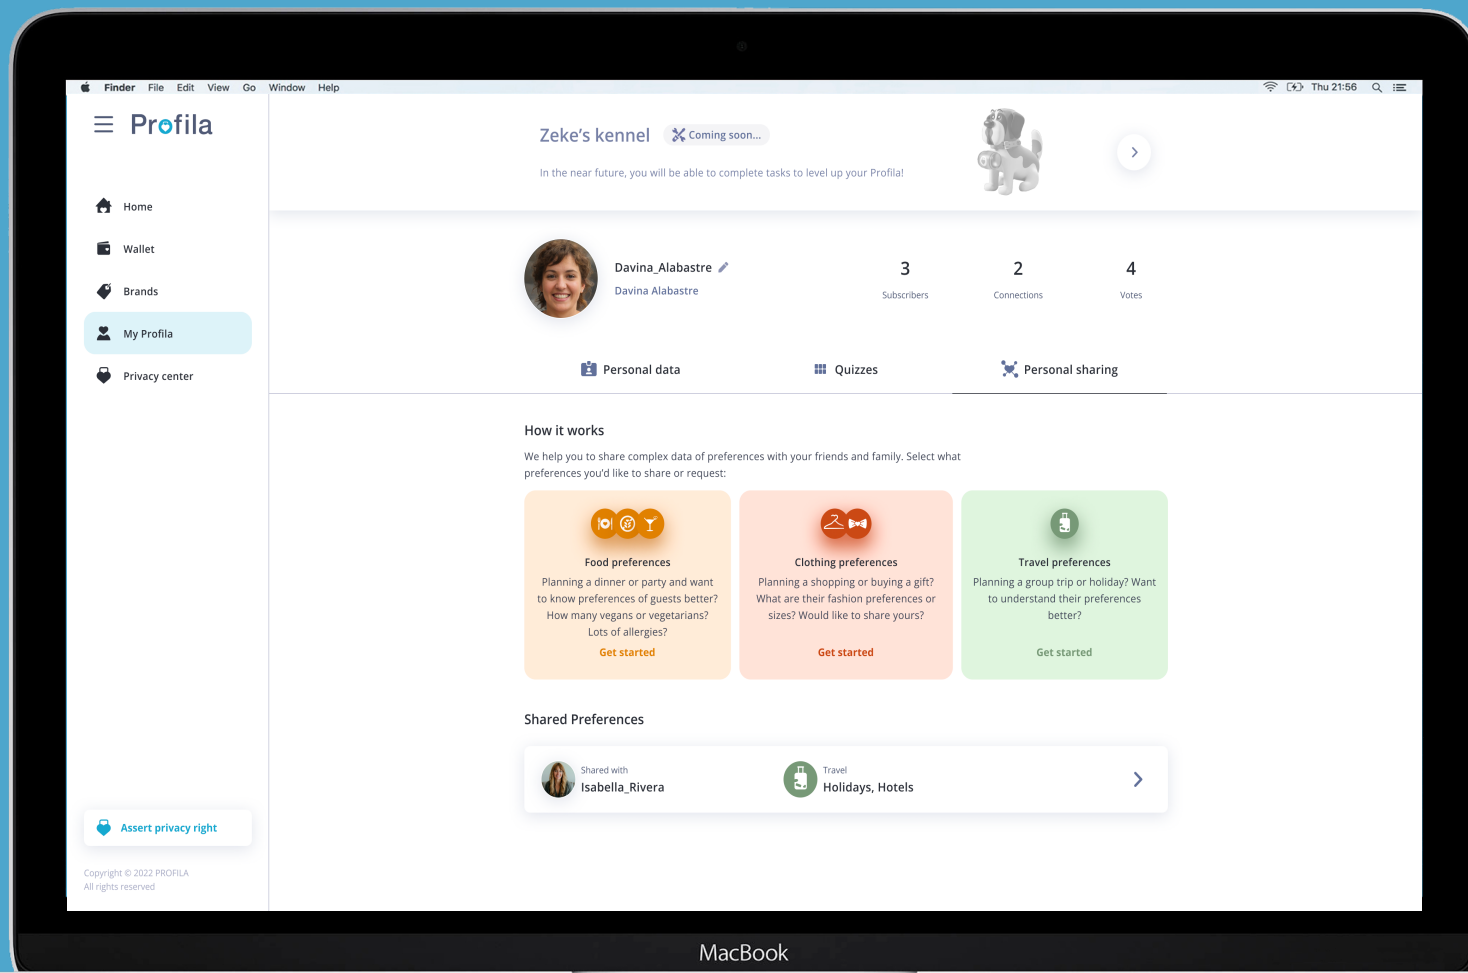 Finder File Edit View Go Window Help
Thu 21:56
Profila
Home
Wallet
Brands
My Profila
Privacy center
Assert privacy right
Copyright © 2022 PROFILA
All rights reserved
Zeke’s kennel
Coming soon...
In the near future, you will be able to complete tasks to level up your Profila!
Davina_Alabastre
Davina Alabastre
3
Subscribers
2
Connections
4
Votes
Personal data
Quizzes
Personal sharing
How it works
We help you to share complex data of preferences with your friends and family. Select what
preferences you'd like to share or request:
Food preferences
Planning a dinner or party and want
to know preferences of guests better?
How many vegans or vegetarians?
Lots of allergies?
Get started
Clothing preferences
Planning a shopping or buying a gift?
What are their fashion preferences or
sizes? Would like to share yours?
Get started
Travel preferences
Planning a group trip or holiday? Want
to understand their preferences
better?
Get started
Shared Preferences
Shared with
Isabella_Rivera
Travel
Holidays, Hotels
MacBook